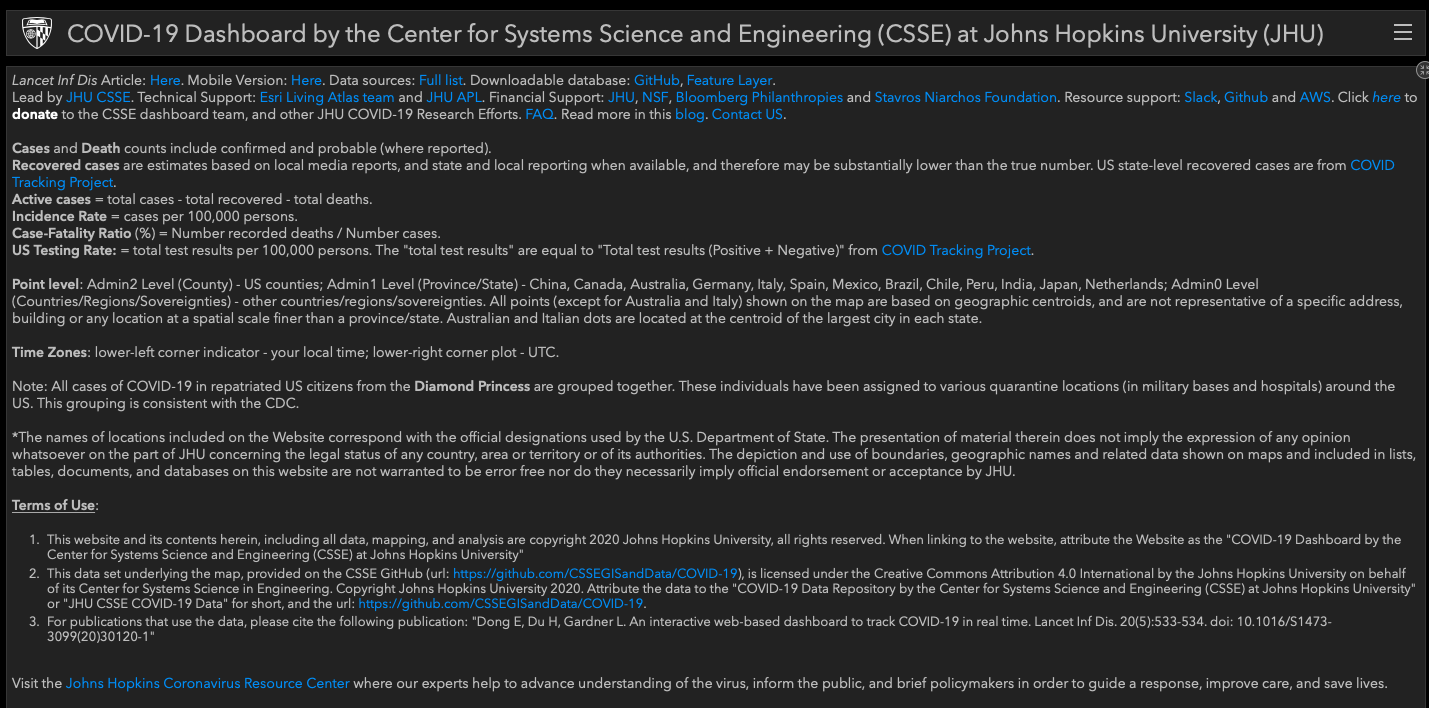 COVID-19 Dashboard by the Center for Systems Science and Engineering (CSSE) at Johns Hopkins University (JHU)
Lancet Inf Dis Article: Here. Mobile Version: Here. Data sources: Full list. Downloadable database: GitHub, Feature Layer.
Lead by JHU CSSE. Technical Support: Esri Living Atlas team and JHU APL. Financial Support: JHU, NSF, Bloomberg Philanthropies and Stavros Niarchos Foundation. Resource support: Slack, Github and AWS. Click here to
donate to the CSSE dashboard team, and other JHU COVID-19 Research Efforts. FAQ. Read more in this blog. Contact US.
Cases and Death counts include confirmed and probable (where reported).
Recovered cases are estimates based on local media reports, and state and local reporting when available, and therefore may be substantially lower than the true number. US state-level recovered cases are from COVID
Tracking Project.
Active cases = total cases - total recovered - total deaths.
Incidence Rate = cases per 100,000 persons.
Case-Fatality Ratio (%) = Number recorded deaths / Number cases.
US Testing Rate: = total test results per 100,000 persons. The "total test results" are equal to "Total test results (Positive + Negative)" from COVID Tracking Project.
Point level: Admin2 Level (County) - US counties; Admin1 Level (Province/State) - China, Canada, Australia, Germany, Italy, Spain, Mexico, Brazil, Chile, Peru, India, Japan, Netherlands; Admin0 Level
(Countries/Regions/Sovereignties) - other countries/regions/sovereignties. All points (except for Australia and Italy) shown on the map are based on geographic centroids, and are not representative of a specific address,
building or any location at a spatial scale finer than a province/state. Australian and Italian dots are located at the centroid of the largest city in each state.
Time Zones: lower-left corner indicator - your local time; lower-right corner plot - UTC.
Note: All cases of COVID-19 in repatriated US citizens from the Diamond Princess are grouped together. These individuals have been assigned to various quarantine locations (in military bases and hospitals) around the
US. This grouping is consistent with the CDC.
*The names of locations included on the Website correspond with the official designations used by the U.S. Department of State. The presentation of material therein does not imply the expression of any opinion
whatsoever on the part of JHU concerning the legal status of any country, area or territory or of its authorities. The depiction and use of boundaries, geographic names and related data shown on maps and included in lists,
tables, documents, and databases on this website are not warranted to be error free nor do they necessarily imply official endorsement or acceptance by JHU.
Terms of Use:
1. This website and its contents herein, including all data, mapping, and analysis are copyright 2020 Johns Hopkins University, all rights reserved. When linking to the website, attribute the Website as the "COVID-19 Dashboard by the
Center for Systems Science and Engineering (CSSE) at Johns Hopkins University"
2. This data set underlying the map, provided on the CSSE GitHub (url: https://github.com/CSSEGISandData/COVID-19), is licensed under the Creative Commons Attribution 4.0 International by the Johns Hopkins University on behalf
of its Center for Systems Science in Engineering. Copyright Johns Hopkins University 2020. Attribute the data to the "COVID-19 Data Repository by the Center for Systems Science and Engineering (CSSE) at Johns Hopkins University"
or "JHU CSSE COVID-19 Data" for short, and the url: https://github.com/CSSEGISandData/COVID-19.
3. For publications that use the data, please cite the following publication: "Dong E, Du H, Gardner L. An interactive web-based dashboard to track COVID-19 in real time. Lancet Inf Dis. 20(5):533-534. doi: 10.1016/S1473-
3099(20)30120-1"
Visit the Johns Hopkins Coronavirus Resource Center where our experts help to advance understanding of the virus, inform the public, and brief policymakers in order to guide a response, improve care, and save lives.